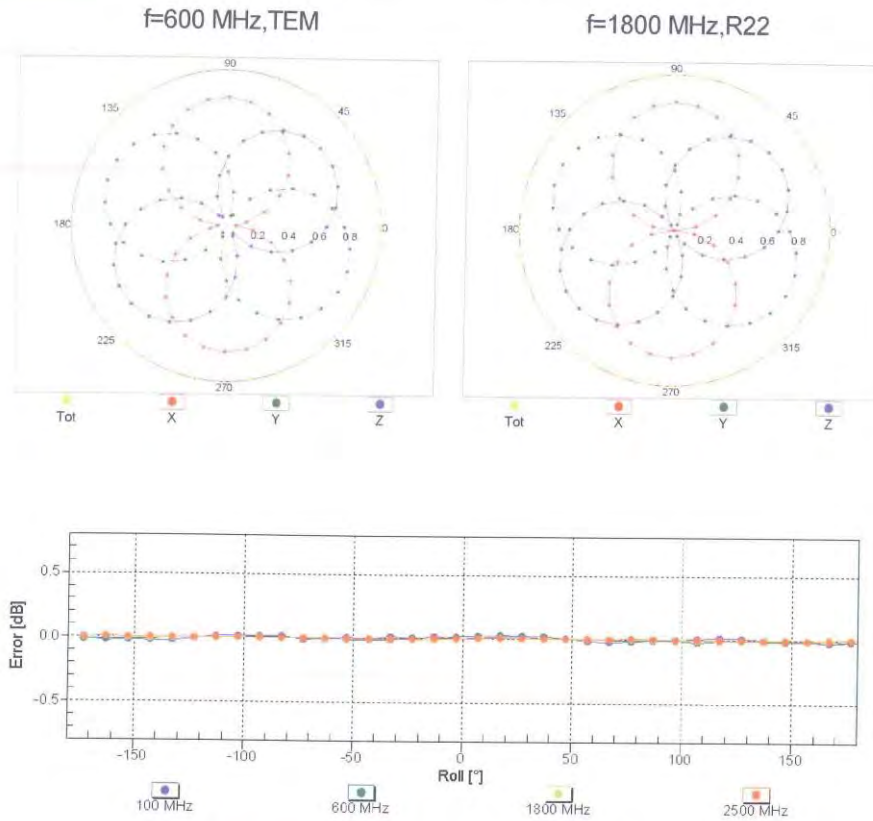 f=600 MHz,TEM
f=1800 MHz,R22
90
135
45
180
0.2 0.4 0.6 0.8
0
225
315
270
Tot X Y Z
90
135
45
180
0.2 0.4 0.6 0.8
0
225
315
270
Tot X Y Z
Error [dB]
0.5
0.0
-0.5
-150 -100 -50 0 50 100 150
Roll [°]
100 MHz 600 MHz 1800 MHz 2500 MHz